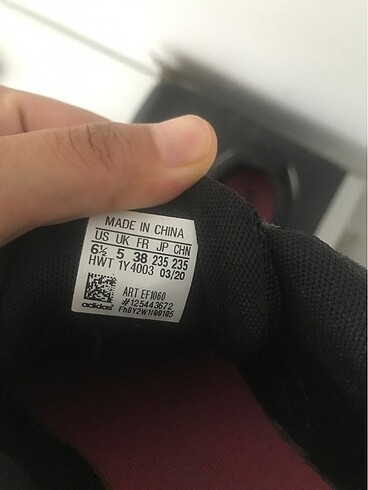 MADE IN CHINA
US UK FR JP CHN
6½ 5 38 235 235
HWT 1Y4003 03/20
ART EF1060
#125443672
adidas